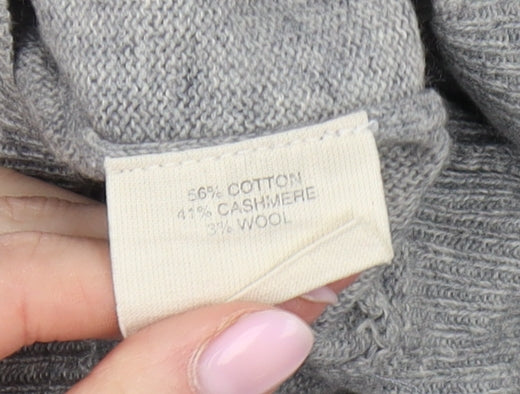 56% COTTON
41% CASHMERE
3% WOOL